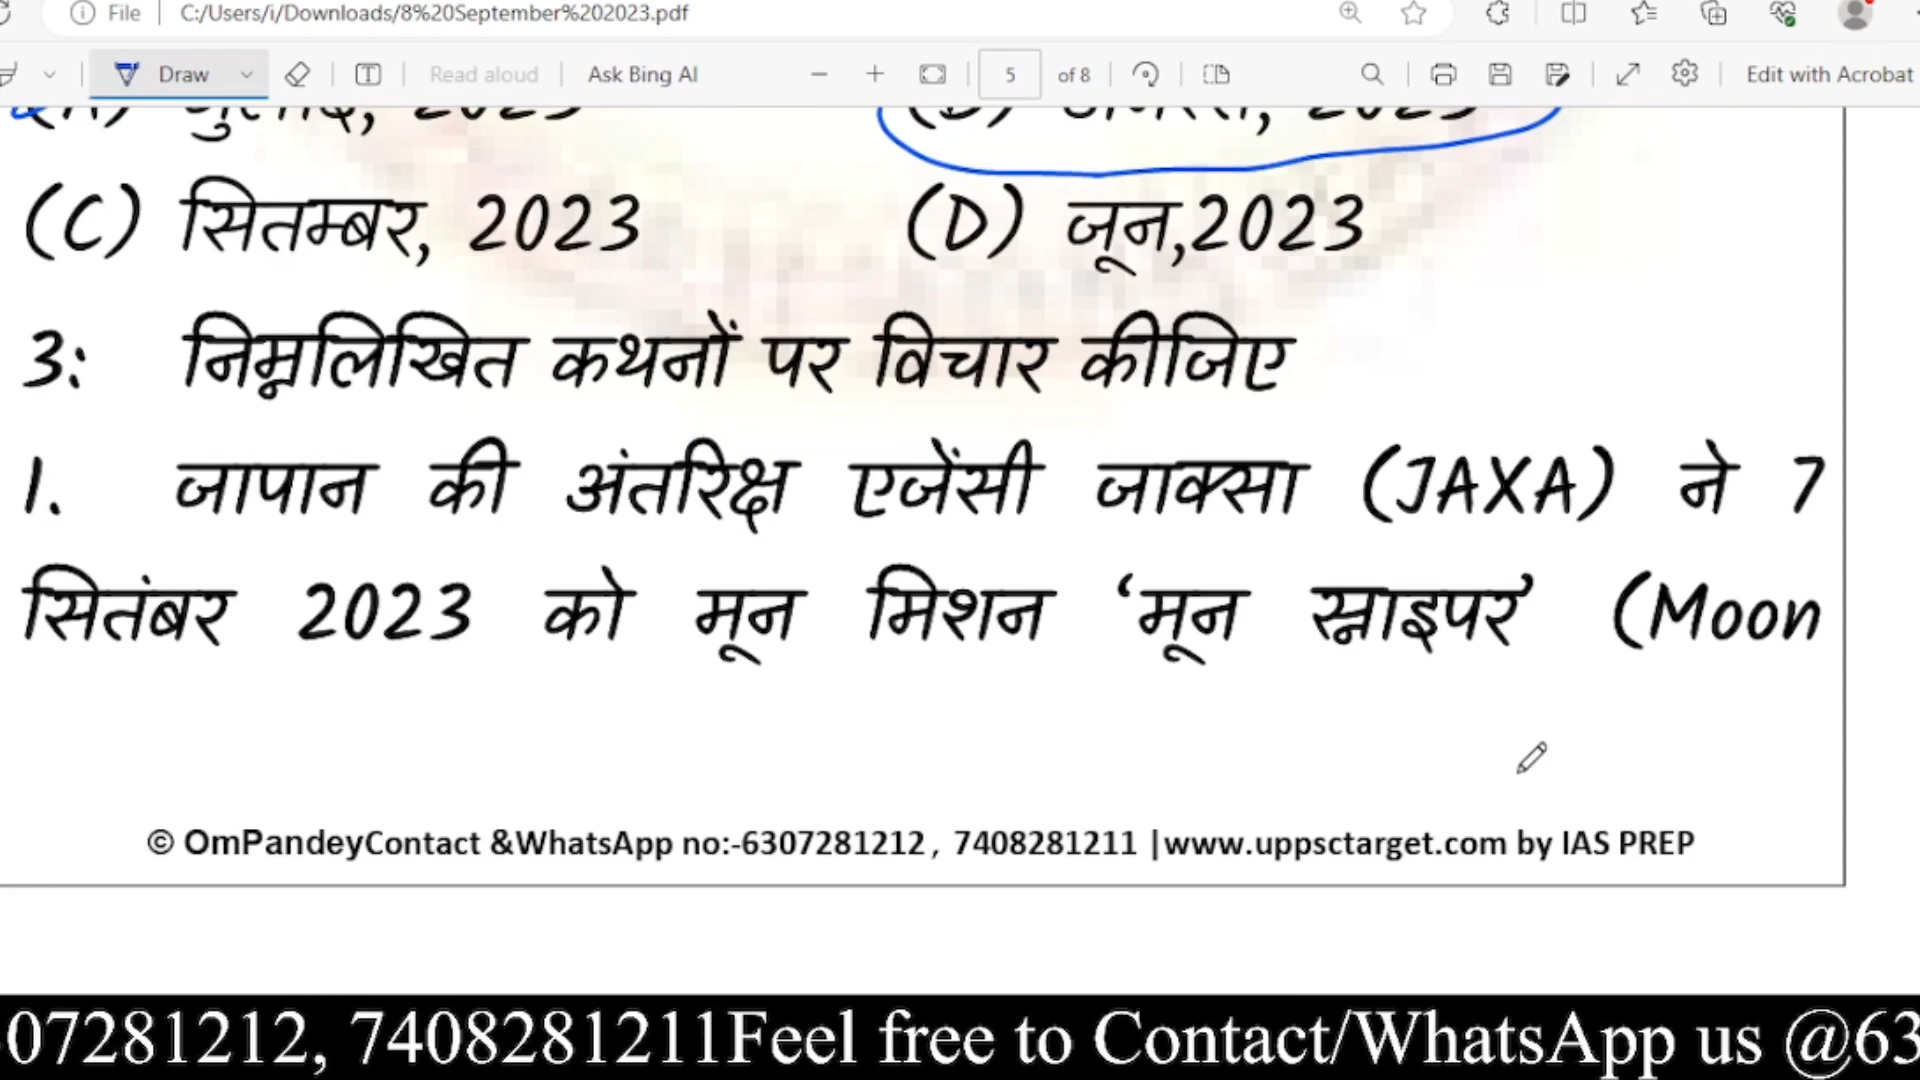 File C:/Users/i/Downloads/8%20September%202023.pdf
Draw Read aloud Ask Bing AI 5 of 8 Edit with Acrobat
(C) सितम्बर, 2023 (D) जून,2023
3: निम्नलिखित कथनों पर विचार कीजिए
1. जापान की अंतरिक्ष एजेंसी जाक्सा (JAXA) ने 7
सितंबर 2023 को मून मिशन ‘मून स्नाइपर’ (Moon
© OmPandeyContact &WhatsApp no:-6307281212, 7408281211 |www.uppsctarget.com by IAS PREP
07281212, 7408281211Feel free to Contact/WhatsApp us @63